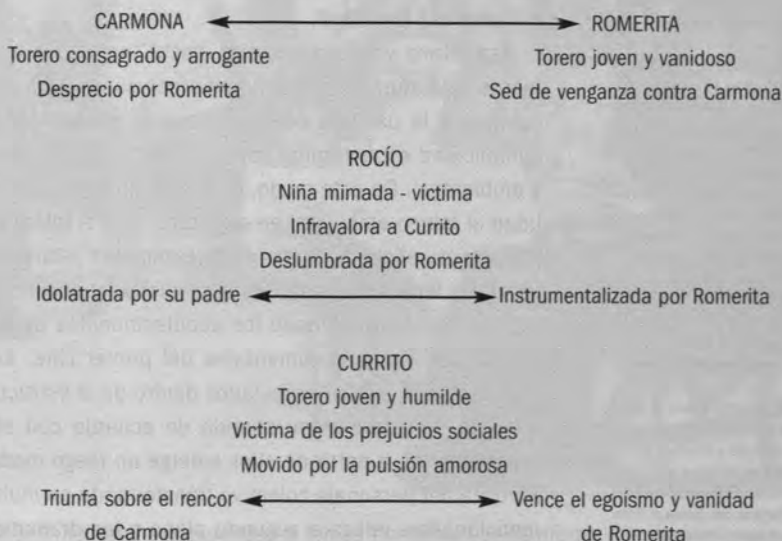 CARMONA ROMERITA
Torero consagrado y arrogante Torero joven y vanidoso
Desprecio por Romerita Sed de venganza contra Carmona
ROCÍO
Niña mimada - víctima
Infravalora a Currito
Deslumbrada por Romerita
Idolatrada por su padre Instrumentalizada por Romerita
CURRITO
Torero joven y humilde
Víctima de los prejuicios sociales
Movido por la pulsión amorosa
Triunfa sobre el rencor Vence el egoísmo y vanidad
de Carmona de Romerita